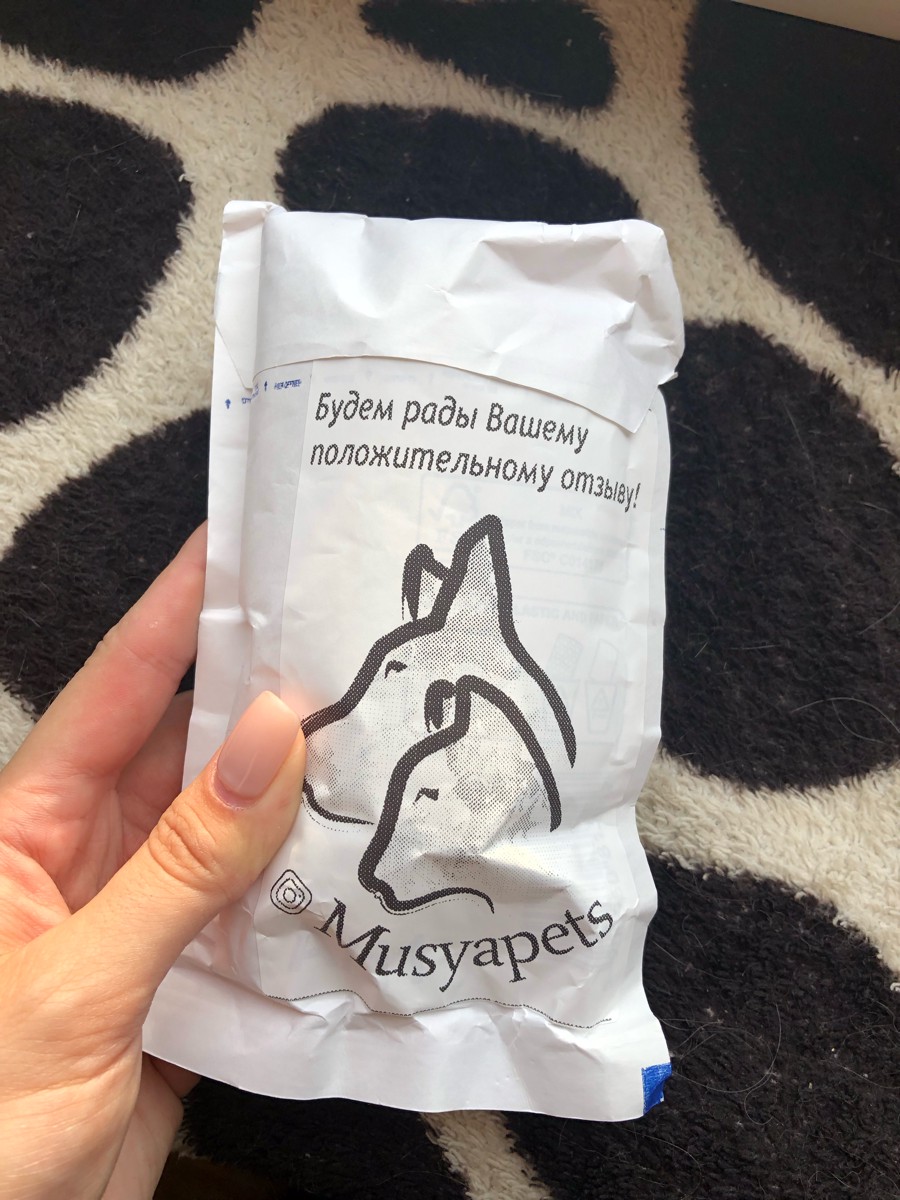 Будем рады Вашему
положительному отзыву!
Musyapets